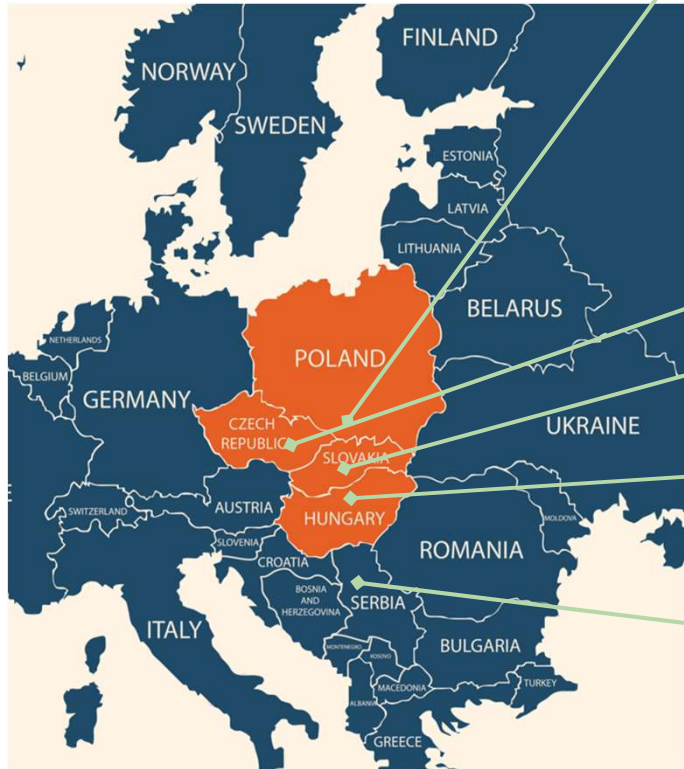 FINLAND
NORWAY
SWEDEN
ESTONIA
LATVIA
LITHUANIA
BELARUS
NETHERLANDS
POLAND
BELGIUM
GERMANY
CZECH
REPUBLIC
UKRAINE
SLOVAKIA
AUSTRIA
SWITZERLAND
HUNGARY
MOLDOVA
SLOVENIA
ROMANIA
CROATIA
BOSNIA
AND
HERZEGOVINA
SERBIA
ITALY
BULGARIA
MONTENEGRO
KOSOVO
MACEDONIA
TURKEY
ALBANIA
GREECE